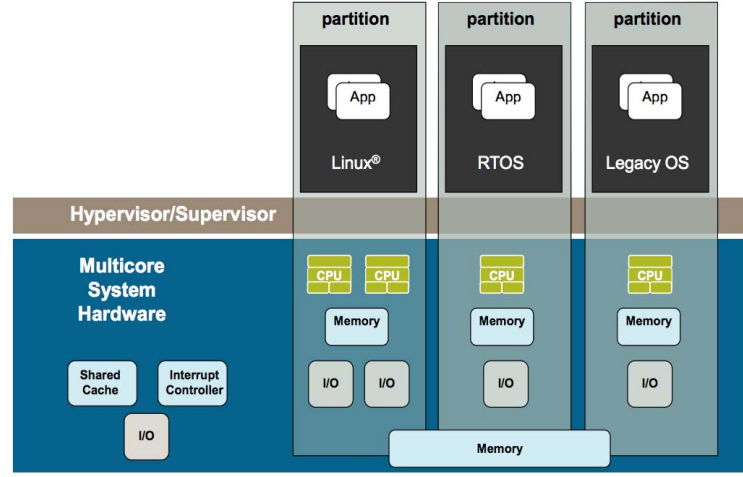 partition
partition
partition
App
App
App
Linux®
RTOS
Legacy OS
Hypervisor/Supervisor
Multicore
System
Hardware
CPU
CPU
CPU
CPU
Memory
Memory
Memory
Shared
Cache
Interrupt
Controller
I/O
I/O
I/O
I/O
I/O
Memory